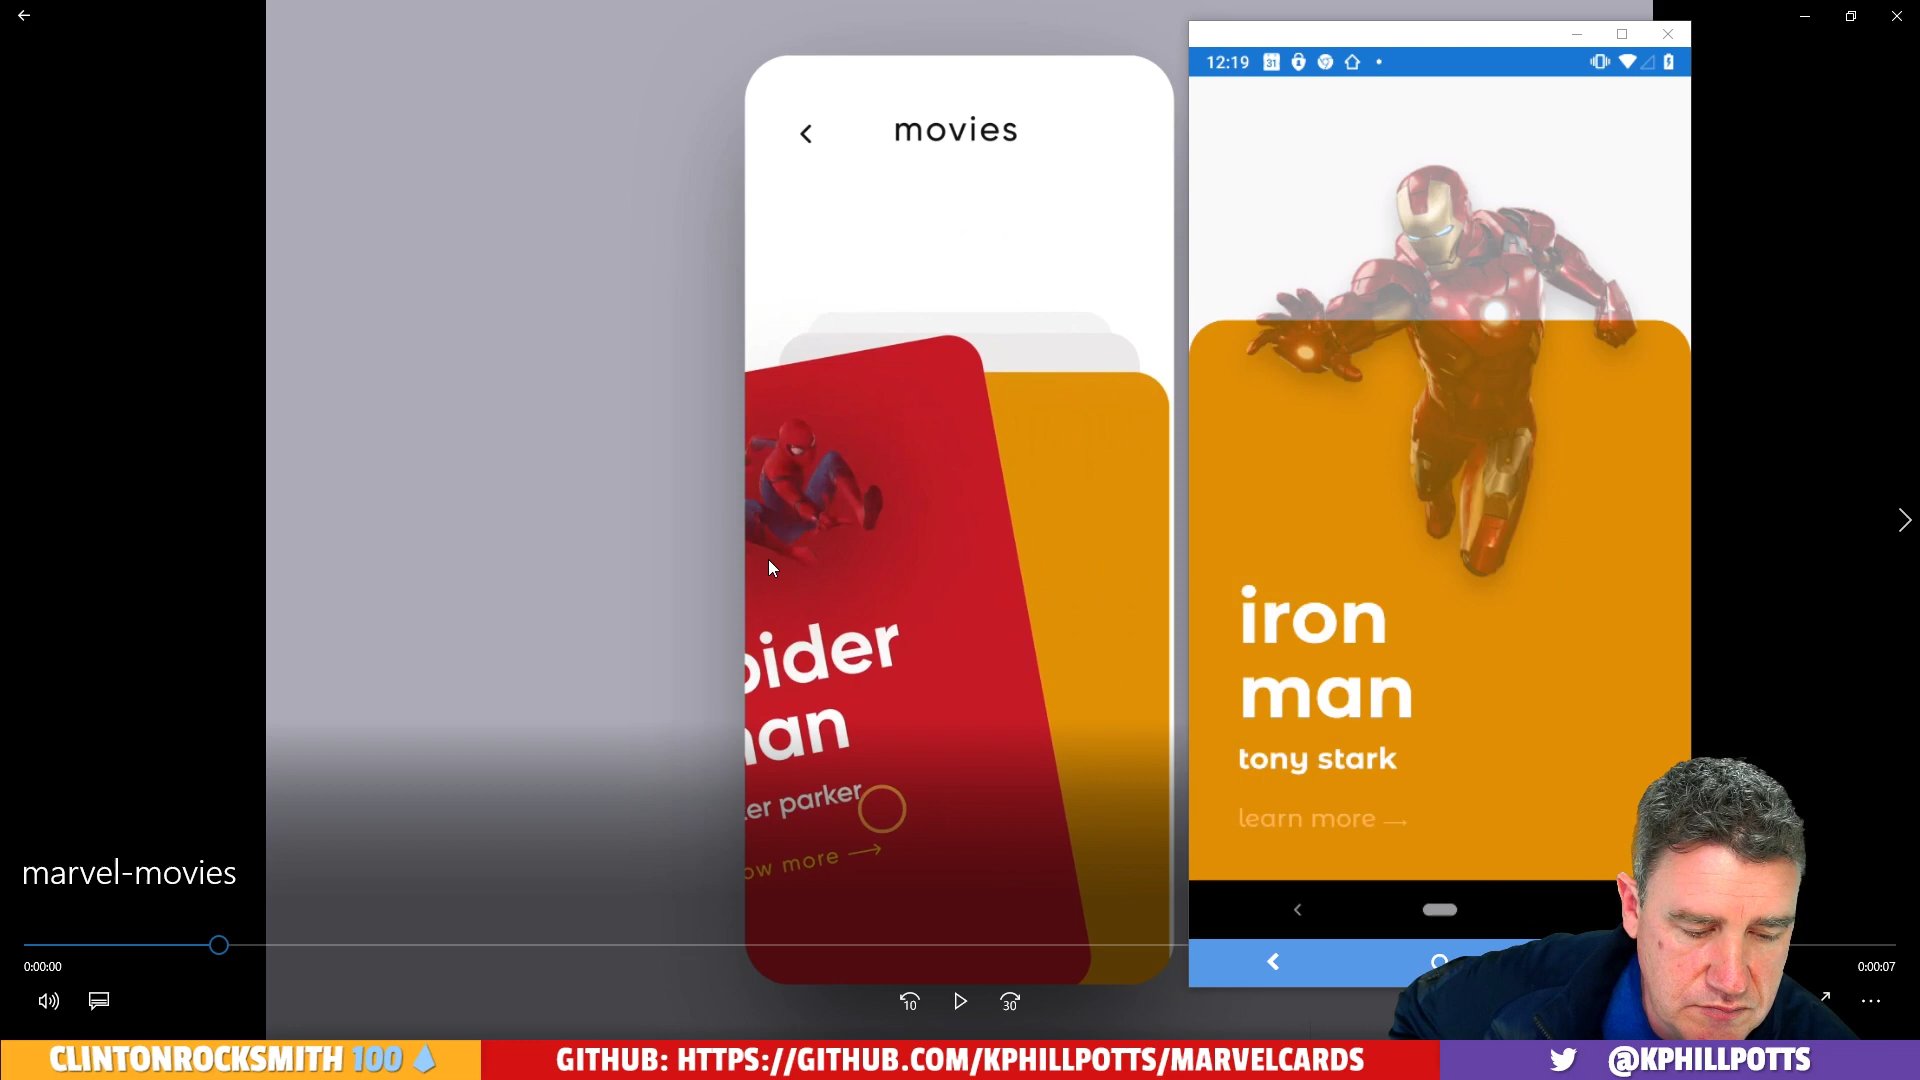 movies
pider
nan
er parker
ow more
12:19
31
iron
man
tony stark
learn more
marvel-movies
0:00:00
0:00:07
10
30
CLINTONROCKSMITH 100
GITHUB: HTTPS://GITHUB.COM/KPHILLPOTTS/MARVELCARDS
@KPHILLPOTTS